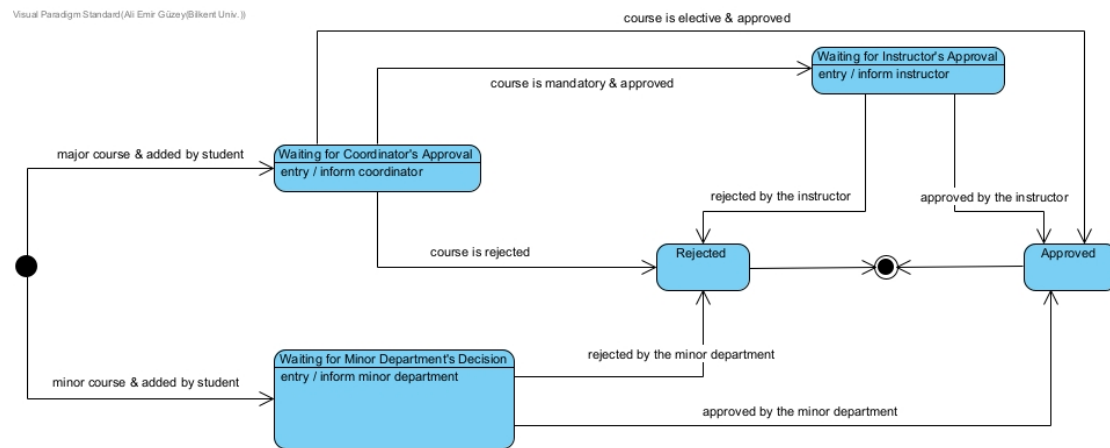 Visual Paradigm Standard(Ali Emir Güzey(Bilkent Univ.))
course is elective & approved
Waiting for Instructor's Approval
entry / inform instructor
course is mandatory & approved
major course & added by student
Waiting for Coordinator's Approval
entry / inform coordinator
rejected by the instructor
approved by the instructor
course is rejected
Rejected
Approved
Waiting for Minor Department's Decision
entry / inform minor department
rejected by the minor department
minor course & added by student
approved by the minor department